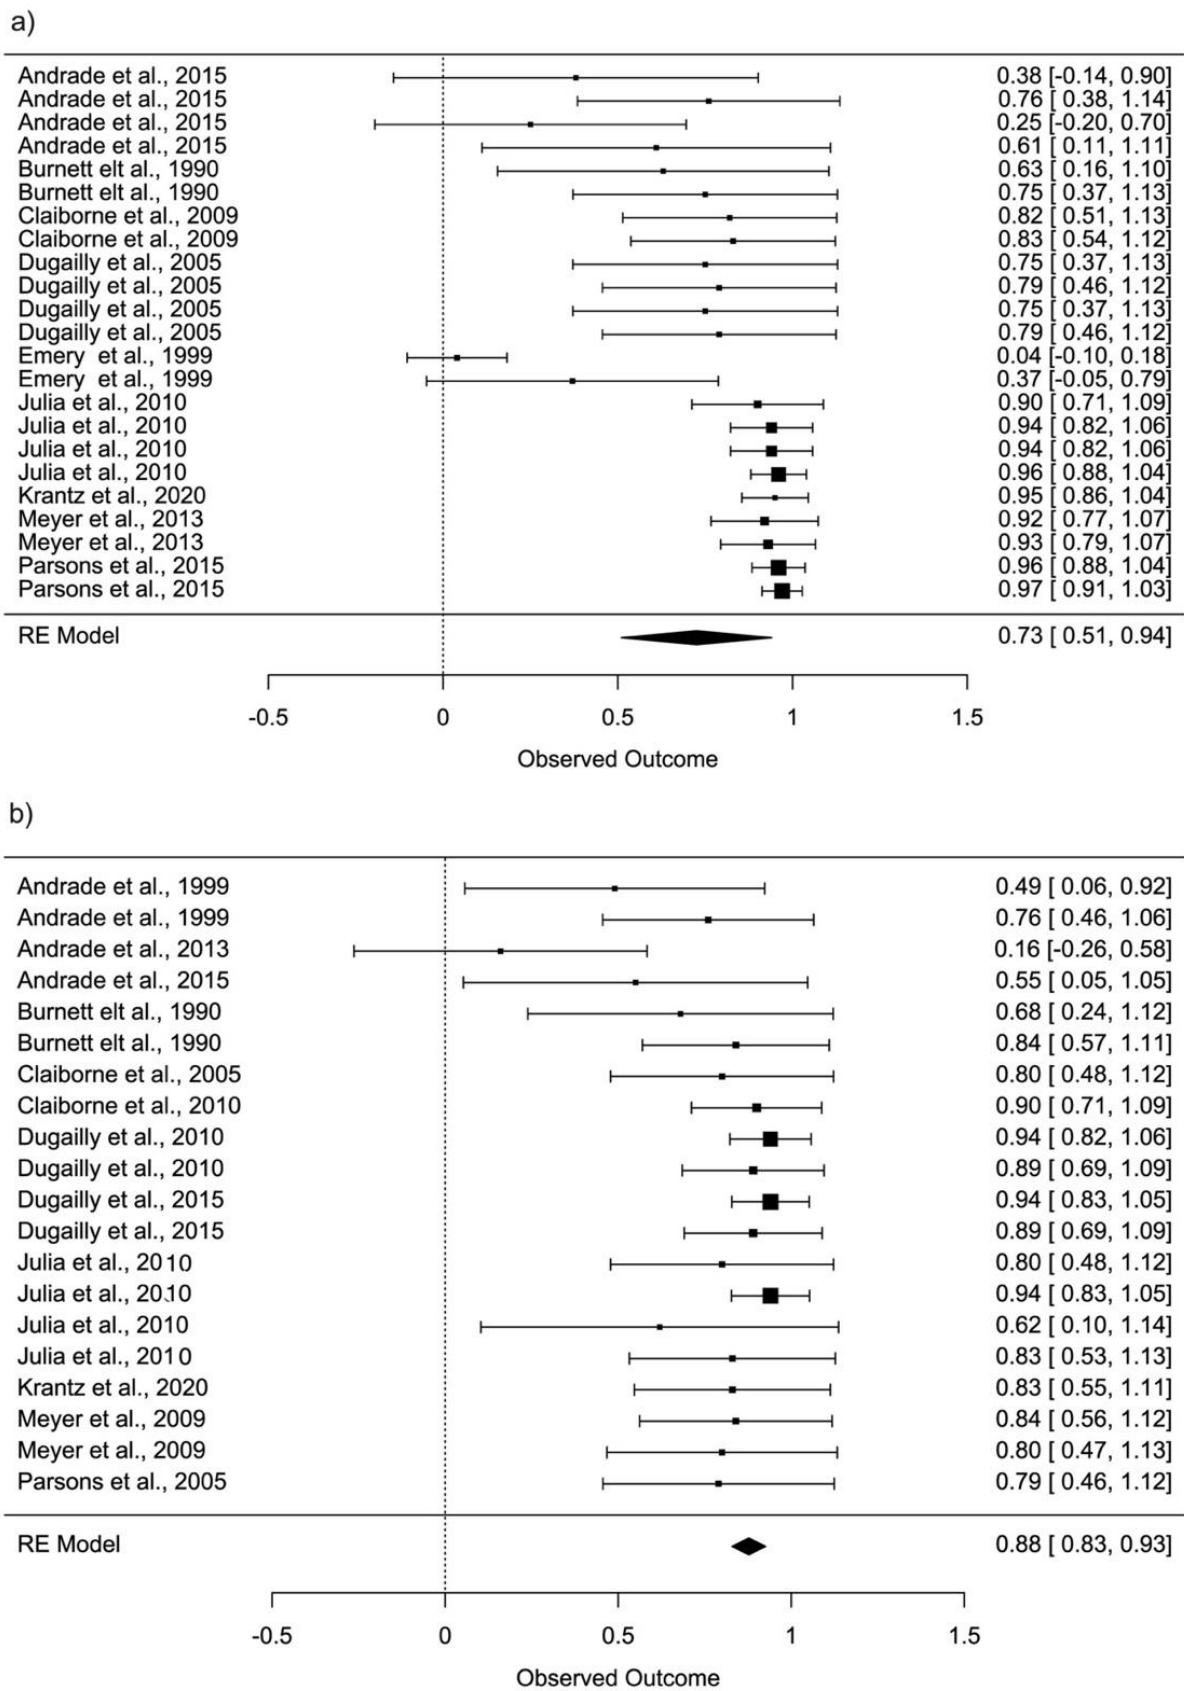 a)
Andrade et al., 2015 0.38 [-0.14, 0.90]
Andrade et al., 2015 0.76 [ 0.38, 1.14]
Andrade et al., 2015 0.25 [-0.20, 0.70]
Andrade et al., 2015 0.61 [ 0.11, 1.11]
Burnett elt al., 1990 0.63 [ 0.16, 1.10]
Burnett elt al., 1990 0.75 [ 0.37, 1.13]
Claiborne et al., 2009 0.82 [ 0.51, 1.13]
Claiborne et al., 2009 0.83 [ 0.54, 1.12]
Dugailly et al., 2005 0.75 [ 0.37, 1.13]
Dugailly et al., 2005 0.79 [ 0.46, 1.12]
Dugailly et al., 2005 0.75 [ 0.37, 1.13]
Dugailly et al., 2005 0.79 [ 0.46, 1.12]
Emery et al., 1999 0.04 [-0.10, 0.18]
Emery et al., 1999 0.37 [-0.05, 0.79]
Julia et al., 2010 0.90 [ 0.71, 1.09]
Julia et al., 2010 0.94 [ 0.82, 1.06]
Julia et al., 2010 0.94 [ 0.82, 1.06]
Julia et al., 2010 0.96 [ 0.88, 1.04]
Krantz et al., 2020 0.95 [ 0.86, 1.04]
Meyer et al., 2013 0.92 [ 0.77, 1.07]
Meyer et al., 2013 0.93 [ 0.79, 1.07]
Parsons et al., 2015 0.96 [ 0.88, 1.04]
Parsons et al., 2015 0.97 [ 0.91, 1.03]
RE Model 0.73 [ 0.51, 0.94]
-0.5 0 0.5 1 1.5
Observed Outcome
b)
Andrade et al., 1999 0.49 [ 0.06, 0.92]
Andrade et al., 1999 0.76 [ 0.46, 1.06]
Andrade et al., 2013 0.16 [-0.26, 0.58]
Andrade et al., 2015 0.55 [ 0.05, 1.05]
Burnett elt al., 1990 0.68 [ 0.24, 1.12]
Burnett elt al., 1990 0.84 [ 0.57, 1.11]
Claiborne et al., 2005 0.80 [ 0.48, 1.12]
Claiborne et al., 2010 0.90 [ 0.71, 1.09]
Dugailly et al., 2010 0.94 [ 0.82, 1.06]
Dugailly et al., 2010 0.89 [ 0.69, 1.09]
Dugailly et al., 2015 0.94 [ 0.83, 1.05]
Dugailly et al., 2015 0.89 [ 0.69, 1.09]
Julia et al., 2010 0.80 [ 0.48, 1.12]
Julia et al., 2010 0.94 [ 0.83, 1.05]
Julia et al., 2010 0.62 [ 0.10, 1.14]
Julia et al., 2010 0.83 [ 0.53, 1.13]
Krantz et al., 2020 0.83 [ 0.55, 1.11]
Meyer et al., 2009 0.84 [ 0.56, 1.12]
Meyer et al., 2009 0.80 [ 0.47, 1.13]
Parsons et al., 2005 0.79 [ 0.46, 1.12]
RE Model 0.88 [ 0.83, 0.93]
-0.5 0 0.5 1 1.5
Observed Outcome